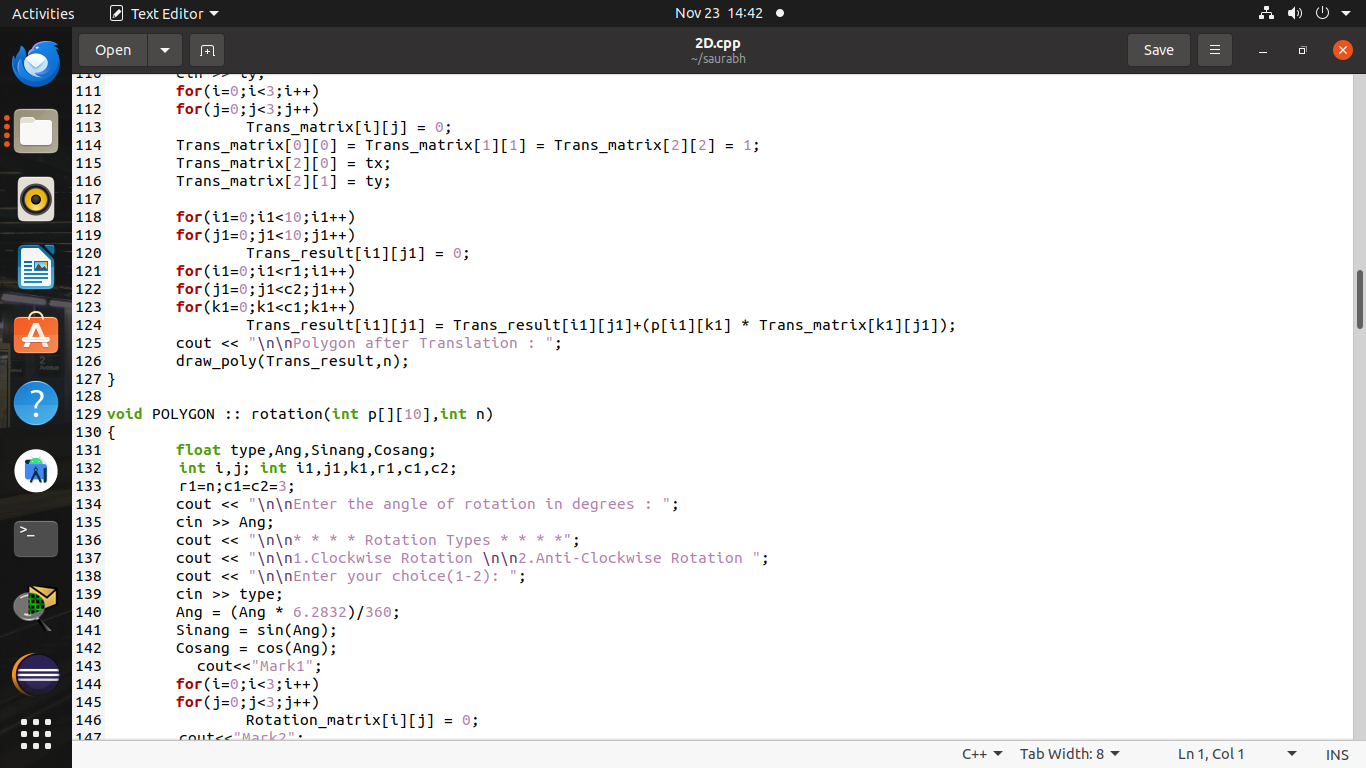 Activities Text Editor Nov 23 14:42
Open 2D.cpp Save
~/saurabh
110 cin >> ty;
111 for(i=0;i<3;i++)
112 for(j=0;j<3;j++)
113 Trans_matrix[i][j] = 0;
114 Trans_matrix[0][0] = Trans_matrix[1][1] = Trans_matrix[2][2] = 1;
115 Trans_matrix[2][0] = tx;
116 Trans_matrix[2][1] = ty;
117
118 for(i1=0;i1<10;i1++)
119 for(j1=0;j1<10;j1++)
120 Trans_result[i1][j1] = 0;
121 for(i1=0;i1<r1;i1++)
122 for(j1=0;j1<c2;j1++)
123 for(k1=0;k1<c1;k1++)
124 Trans_result[i1][j1] = Trans_result[i1][j1]+(p[i1][k1] * Trans_matrix[k1][j1]);
125 cout << "\n\nPolygon after Translation : ";
126 draw_poly(Trans_result,n);
127 }
128
129 void POLYGON :: rotation(int p[][10],int n)
130 {
131 float type,Ang,Sinang,Cosang;
132 int i,j; int i1,j1,k1,r1,c1,c2;
133 r1=n;c1=c2=3;
134 cout << "\n\nEnter the angle of rotation in degrees : ";
135 cin >> Ang;
136 cout << "\n\n* * * * Rotation Types * * * *";
137 cout << "\n\n1.Clockwise Rotation \n\n2.Anti-Clockwise Rotation ";
138 cout << "\n\nEnter your choice(1-2): ";
139 cin >> type;
140 Ang = (Ang * 6.2832)/360;
141 Sinang = sin(Ang);
142 Cosang = cos(Ang);
143 cout<<"Mark1";
144 for(i=0;i<3;i++)
145 for(j=0;j<3;j++)
146 Rotation_matrix[i][j] = 0;
147 cout<<"Mark2";
C++ Tab Width: 8 Ln 1, Col 1 INS